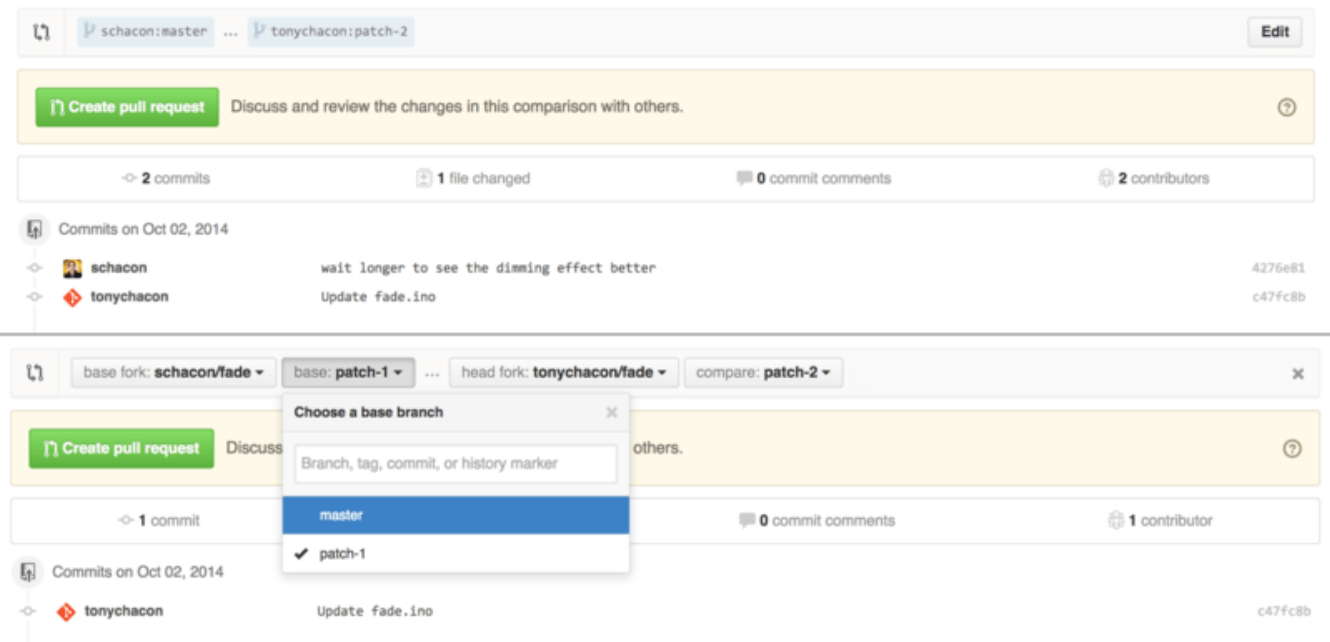 schacon:master ... tonychacon:patch-2 Edit
Create pull request Discuss and review the changes in this comparison with others.
2 commits 1 file changed 0 commit comments 2 contributors
Commits on Oct 02, 2014
schacon wait longer to see the dimming effect better 4276e81
tonychacon Update fade.ino c47fc8b
base fork: schacon/fade base: patch-1 ... head fork: tonychacon/fade compare: patch-2
Choose a base branch
Create pull request Discuss others.
Branch, tag, commit, or history marker
1 commit 0 commit comments 1 contributor
master
patch-1
Commits on Oct 02, 2014
tonychacon Update fade.ino c47fc8b